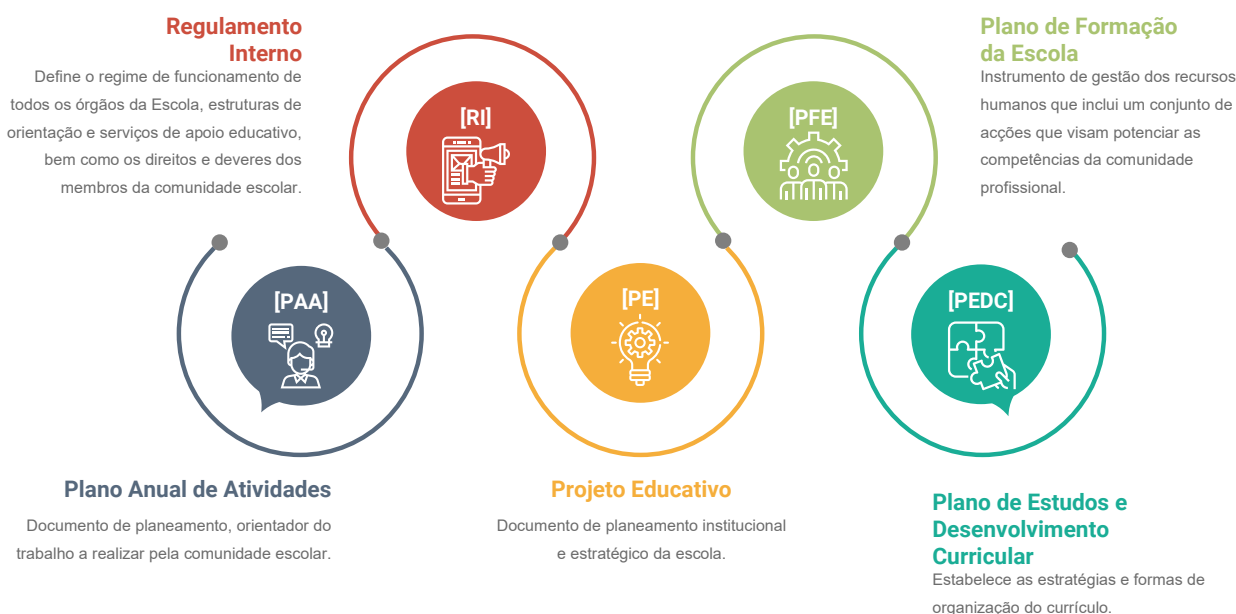 Regulamento
Interno
Define o regime de funcionamento de
todos os órgãos da Escola, estruturas de
orientação e serviços de apoio educativo,
bem como os direitos e deveres dos
membros da comunidade escolar.
[RI]
[PFE]
Plano de Formação
da Escola
Instrumento de gestão dos recursos
humanos que inclui um conjunto de
acções que visam potenciar as
competências da comunidade
profissional.
[PAA]
[PE]
[PEDC]
Plano Anual de Atividades
Documento de planeamento, orientador do
trabalho a realizar pela comunidade escolar.
Projeto Educativo
Documento de planeamento institucional
e estratégico da escola.
Plano de Estudos e
Desenvolvimento
Curricular
Estabelece as estratégias e formas de
organização do currículo.